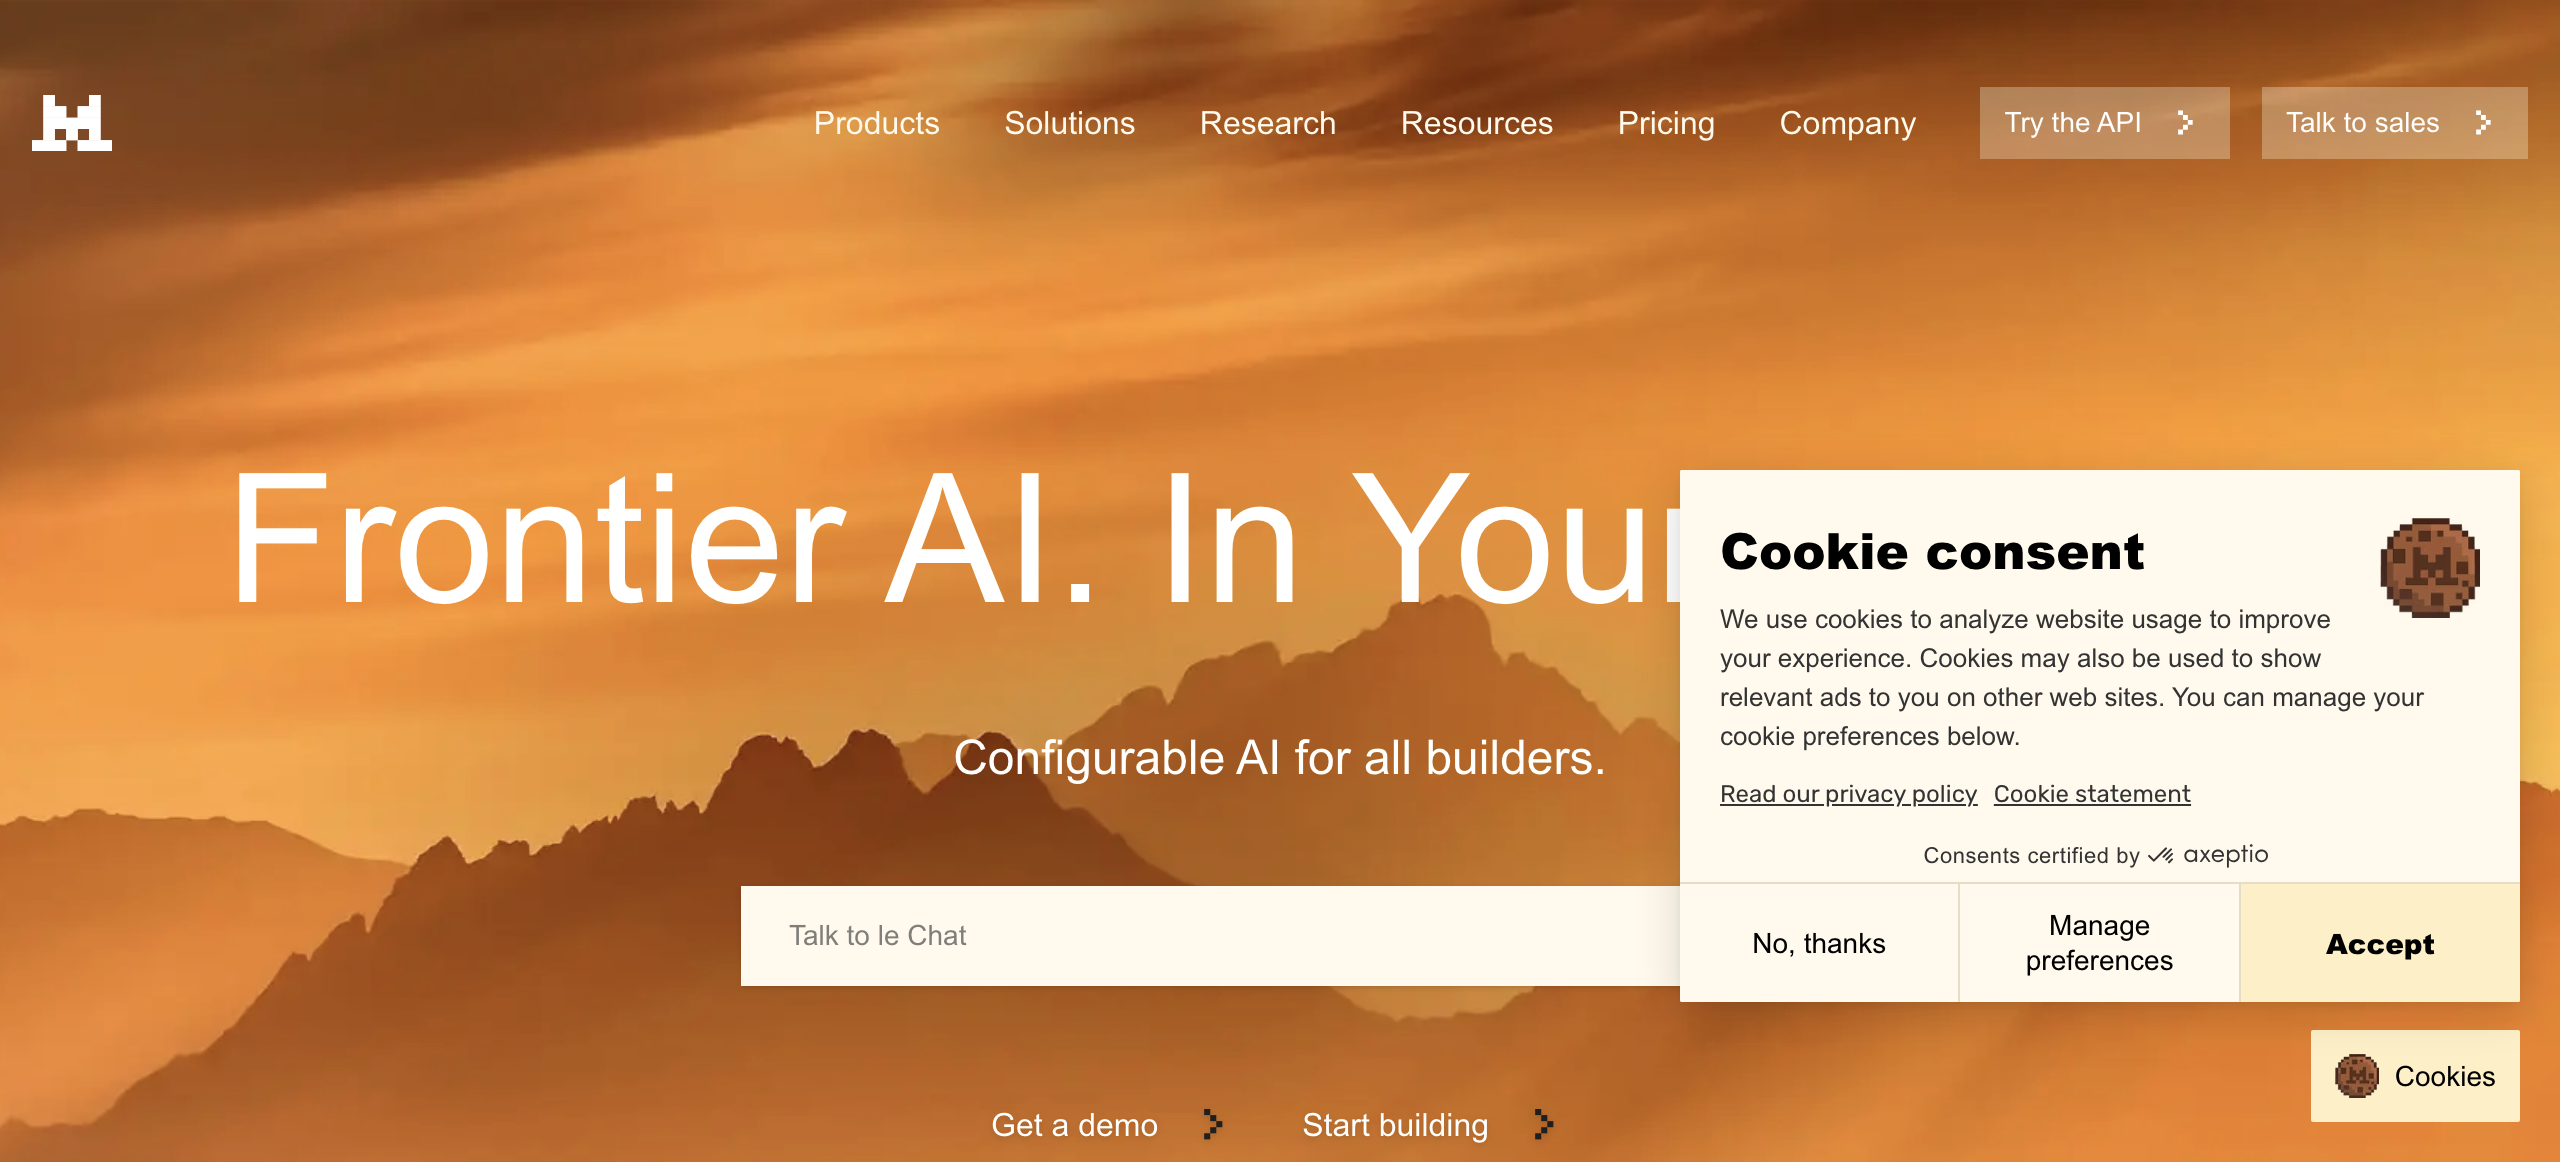 Products Solutions Research Resources Pricing Company Try the API Talk to sales
Frontier AI. In Your
Configurable AI for all builders.
Talk to le Chat
Get a demo Start building
Cookie consent
We use cookies to analyze website usage to improve
your experience. Cookies may also be used to show
relevant ads to you on other web sites. You can manage your
cookie preferences below.
Read our privacy policy Cookie statement
Consents certified by axeptio
No, thanks
Manage
preferences
Accept
Cookies